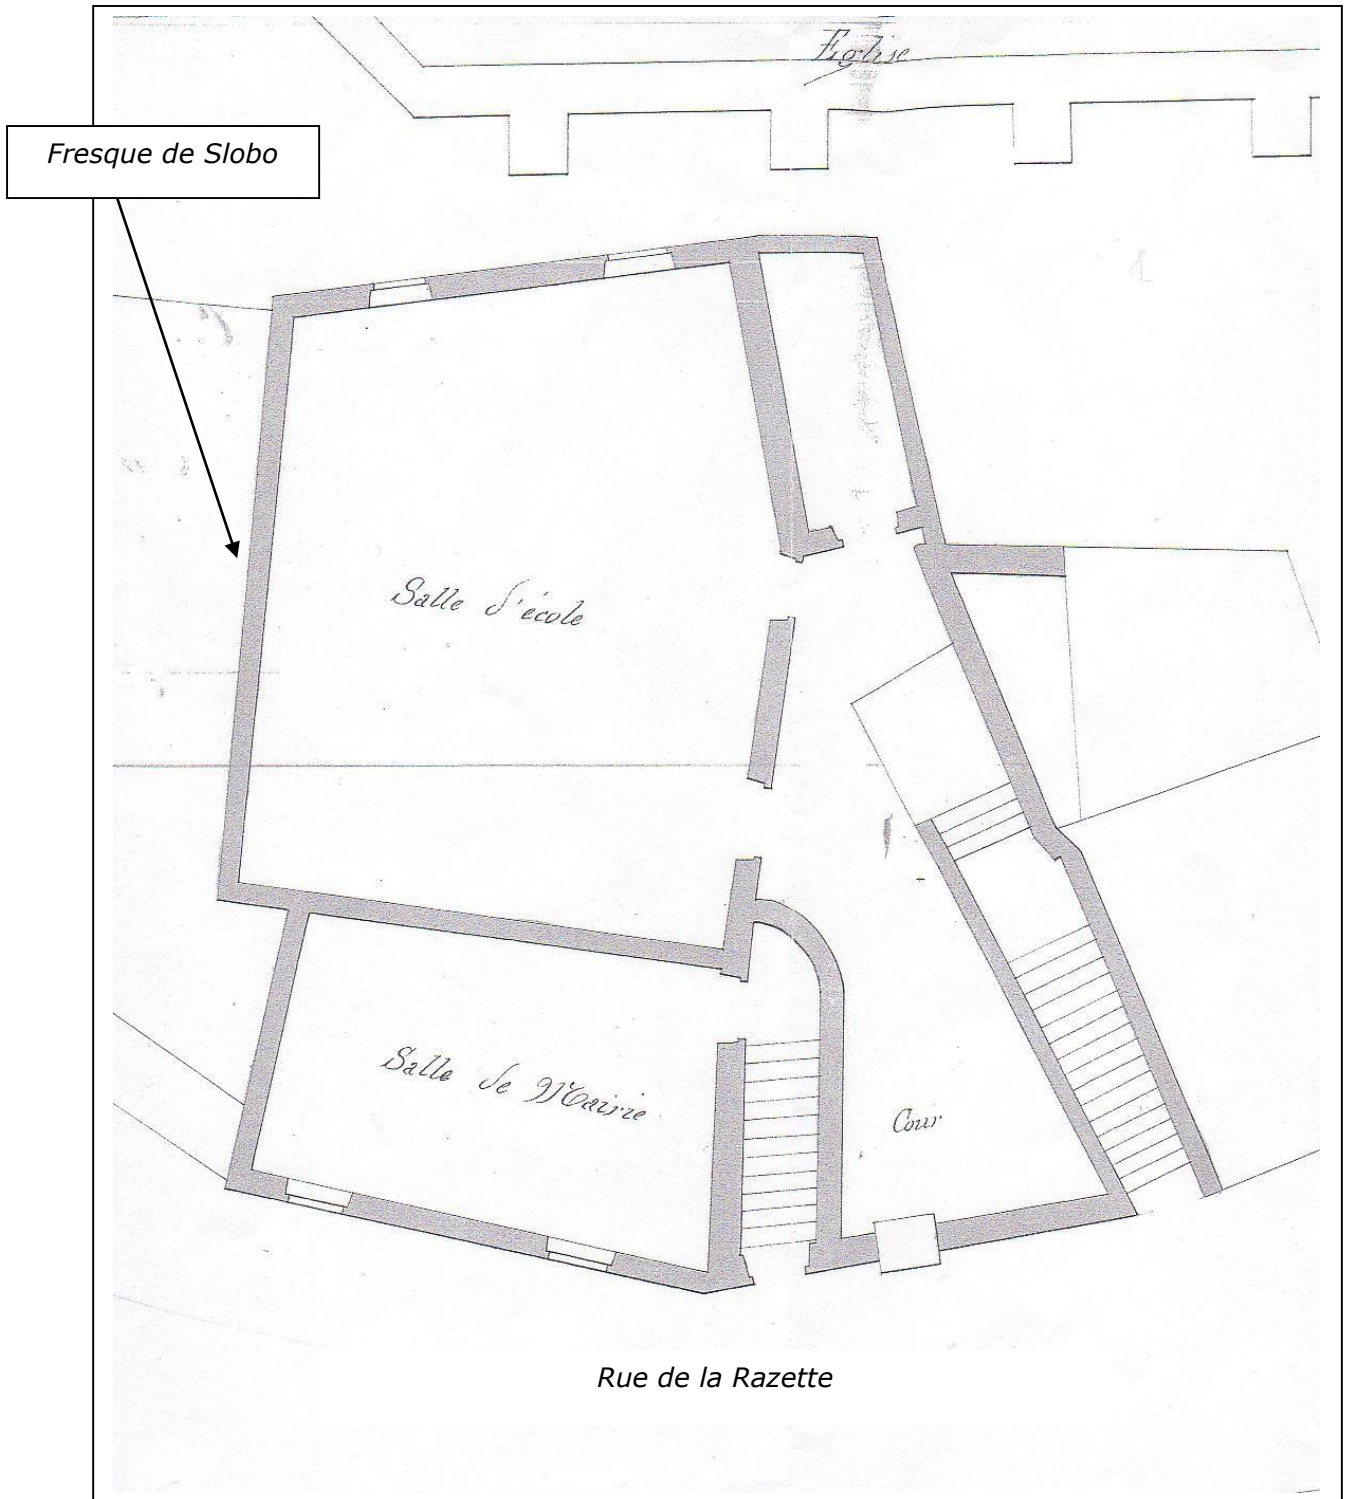 Eglise
Fresque de Slobo
Salle d'école
Salle de Mairie
Cour
Rue de la Razette